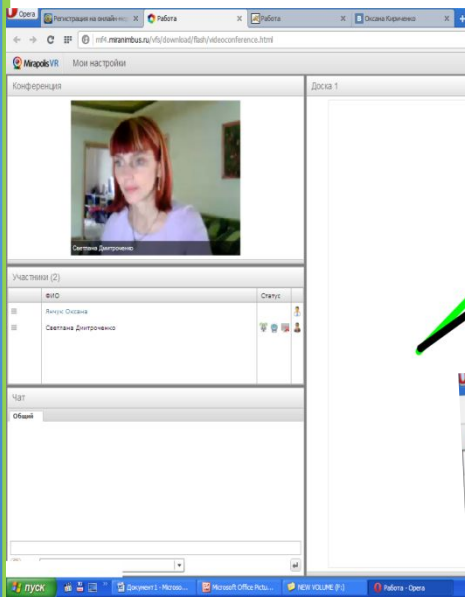 Opera
Регистрация на онлайн-мер
Работа
Работа
Оксана Кириченко
mf4.miranimbus.ru/vfs/download/flash/videoconference.html
MirapolisVR
Мои настройки
Конференция
Доска 1
Светлана Дмитроченко
Участники (2)
ФИО
Статус
Янчук Оксана
Светлана Дмитроченко
Чат
Общий
пуск
Документ1 - Microso...
Microsoft Office Pictu...
NEW VOLUME (F:)
Работа - Opera